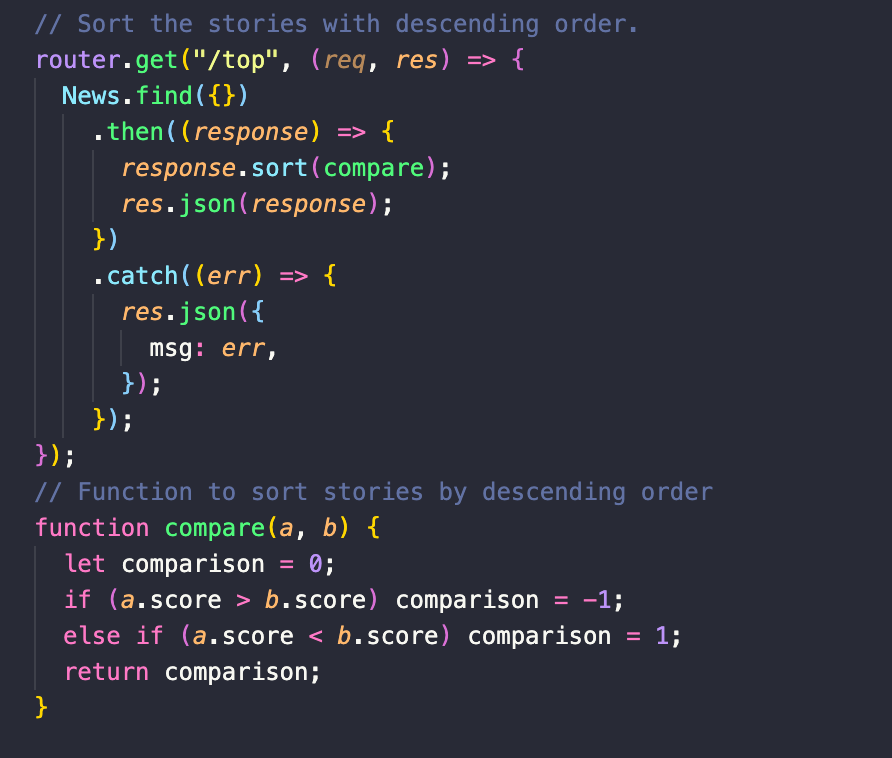 // Sort the stories with descending order.
router.get("/top", (req, res) => {
  News.find({})
    .then((response) => {
      response.sort(compare);
      res.json(response);
    })
    .catch((err) => {
      res.json({
        msg: err,
      });
    });
});
// Function to sort stories by descending order
function compare(a, b) {
  let comparison = 0;
  if (a.score > b.score) comparison = -1;
  else if (a.score < b.score) comparison = 1;
  return comparison;
}